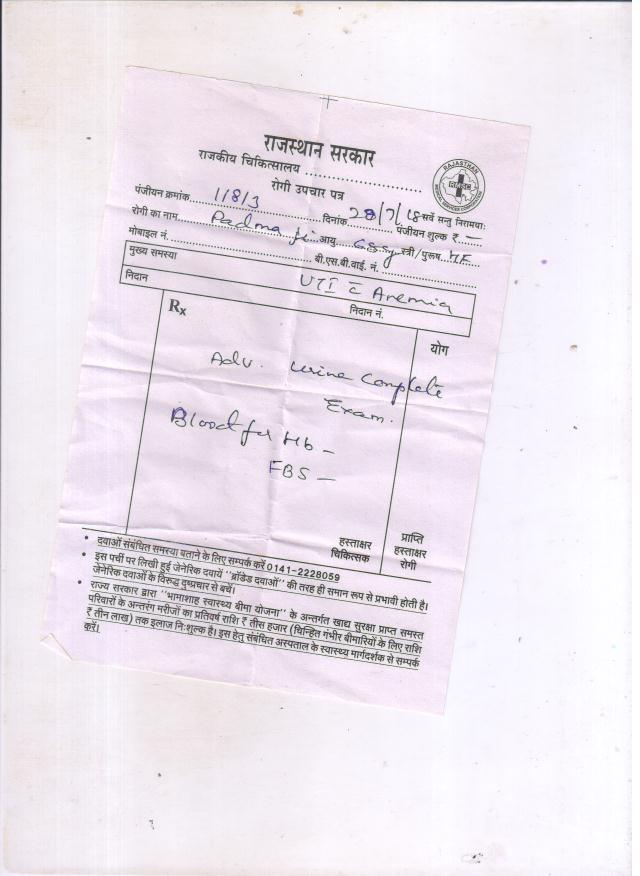 राजस्थान सरकार
राजकीय चिकित्सालय ..............................
रोगी उपचार पत्र
RAJASTHAN
पंजीयन क्रमांक 11813 दिनांक 28/7/18 सर्वे सन्तु निरामयाः
रोगी का नाम Padma ji आयु 65y पंजीयन शुल्क ₹ —
स्त्री/पुरूष HF
मोबाइल नं. बी.एस.बी.वाई. नं.
मुख्य समस्या UTI c̄ Anemia
निदान निदान नं.
Rx योग
Adv. urine Complete
Exam.
Blood for Hb -
FBS -
हस्ताक्षर चिकित्सक
प्राप्ति हस्ताक्षर रोगी
• दवाओं संबंधित समस्या बताने के लिए सम्पर्क करें 0141-2228059
• इस पर्ची पर लिखी हुई जेनेरिक दवायें "ब्रॉडेड दवाओं" की तरह ही समान रूप से प्रभावी होती है।
जेनेरिक दवाओं के विरुद्ध दुष्प्रचार से बचें।
• राज्य सरकार द्वारा "भामाशाह स्वास्थ्य बीमा योजना" के अन्तर्गत खाद्य सुरक्षा प्राप्त समस्त
परिवारों के अन्तरंग मरीजों का प्रतिवर्ष राशि ₹ तीस हजार (चिन्हित गंभीर बीमारियों के लिए राशि
₹ तीन लाख) तक इलाज निःशुल्क है। इस हेतु संबंधित अस्पताल के स्वास्थ्य मार्गदर्शक से सम्पर्क
करें।